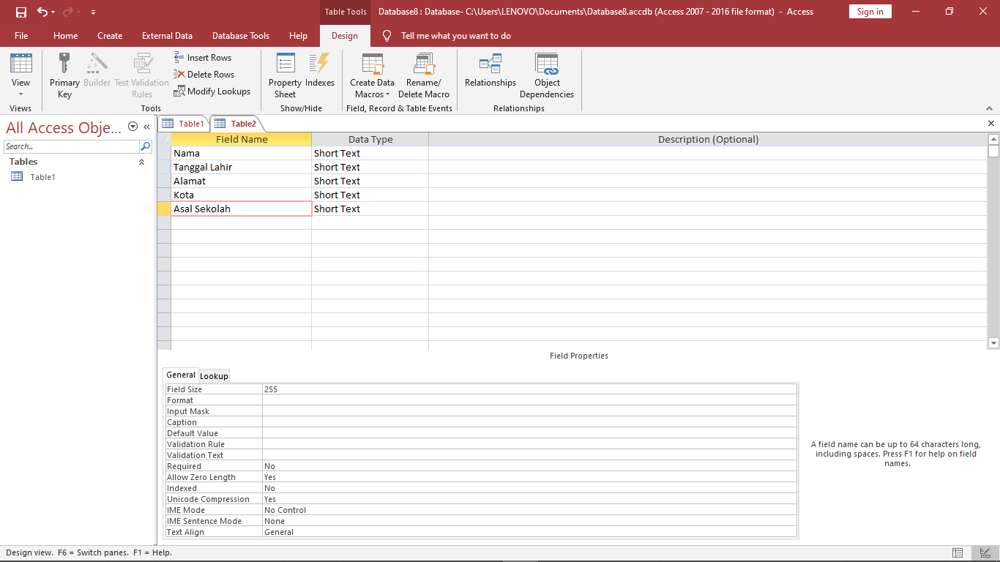 Table Tools
Database8 : Database- C:\Users\LENOVO\Documents\Database8.accdb (Access 2007 - 2016 file format) - Access
Sign in
File Home Create External Data Database Tools Help Design Tell me what you want to do
View
Views
Primary Key
Builder
Test Validation Rules
Insert Rows
Delete Rows
Modify Lookups
Tools
Property Sheet
Indexes
Show/Hide
Create Data Macros
Rename/ Delete Macro
Field, Record & Table Events
Relationships
Object Dependencies
Relationships
All Access Obje...
Search...
Tables
Table1
Table1 Table2
Field Name Data Type Description (Optional)
Nama Short Text
Tanggal Lahir Short Text
Alamat Short Text
Kota Short Text
Asal Sekolah Short Text
Field Properties
General Lookup
Field Size 255
Format
Input Mask
Caption
Default Value
Validation Rule
Validation Text
Required No
Allow Zero Length Yes
Indexed No
Unicode Compression Yes
IME Mode No Control
IME Sentence Mode None
Text Align General
A field name can be up to 64 characters long,
including spaces. Press F1 for help on field
names.
Design view. F6 = Switch panes. F1 = Help.